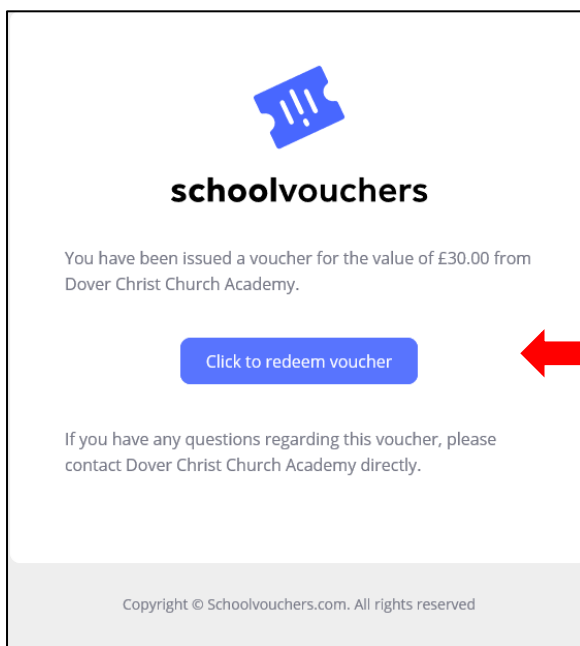 schoolvouchers
You have been issued a voucher for the value of £30.00 from
Dover Christ Church Academy.
Click to redeem voucher
If you have any questions regarding this voucher, please
contact Dover Christ Church Academy directly.
Copyright © Schoolvouchers.com. All rights reserved